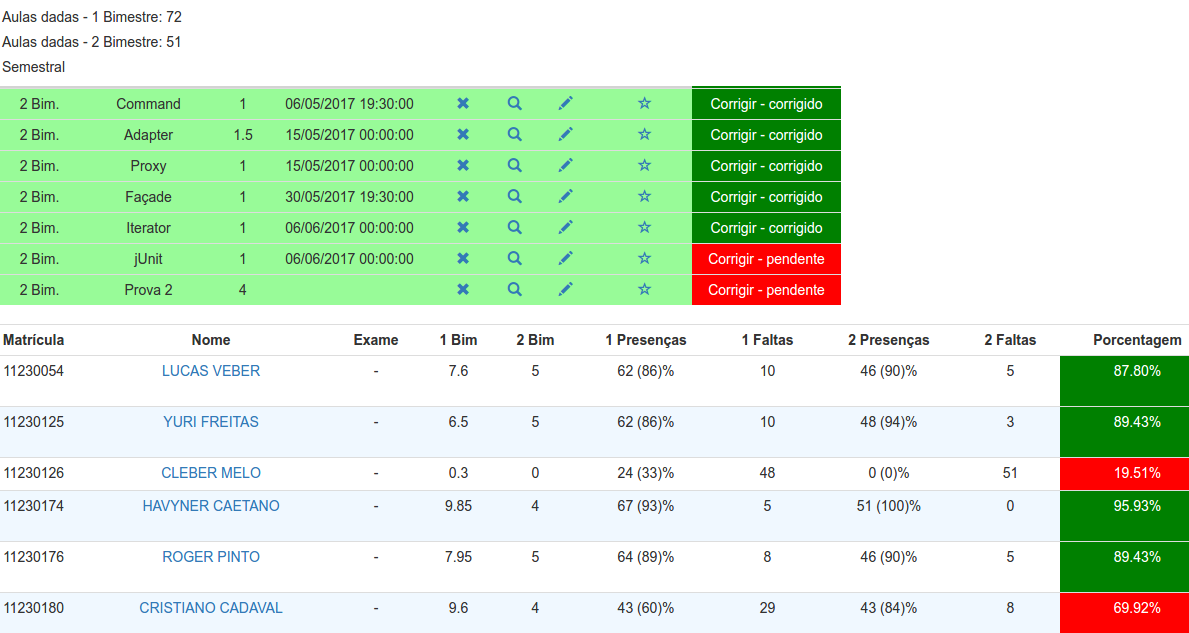 Aulas dadas - 1 Bimestre: 72
Aulas dadas - 2 Bimestre: 51
Semestral
2 Bim. Command 1 06/05/2017 19:30:00 Corrigir - corrigido
2 Bim. Adapter 1.5 15/05/2017 00:00:00 Corrigir - corrigido
2 Bim. Proxy 1 15/05/2017 00:00:00 Corrigir - corrigido
2 Bim. Façade 1 30/05/2017 19:30:00 Corrigir - corrigido
2 Bim. Iterator 1 06/06/2017 00:00:00 Corrigir - corrigido
2 Bim. jUnit 1 06/06/2017 00:00:00 Corrigir - pendente
2 Bim. Prova 2 4 Corrigir - pendente
Matrícula Nome Exame 1 Bim 2 Bim 1 Presenças 1 Faltas 2 Presenças 2 Faltas Porcentagem
11230054 LUCAS VEBER - 7.6 5 62 (86)% 10 46 (90)% 5 87.80%
11230125 YURI FREITAS - 6.5 5 62 (86)% 10 48 (94)% 3 89.43%
11230126 CLEBER MELO - 0.3 0 24 (33)% 48 0 (0)% 51 19.51%
11230174 HAVYNER CAETANO - 9.85 4 67 (93)% 5 51 (100)% 0 95.93%
11230176 ROGER PINTO - 7.95 5 64 (89)% 8 46 (90)% 5 89.43%
11230180 CRISTIANO CADAVAL - 9.6 4 43 (60)% 29 43 (84)% 8 69.92%